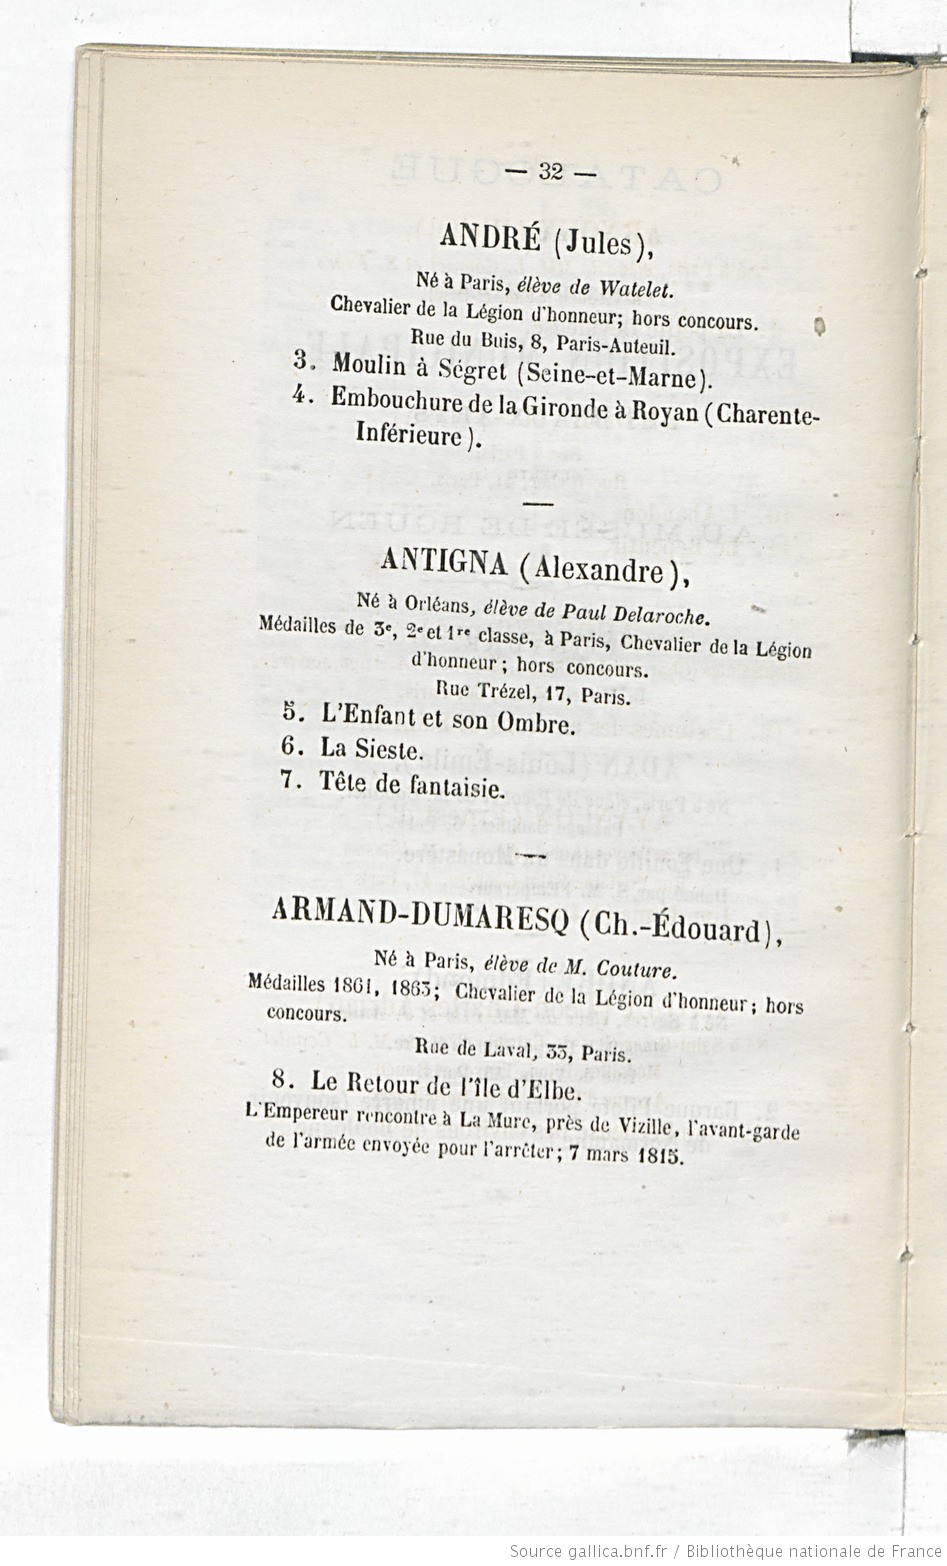 — 32 —
ANDRÉ (Jules),
Né à Paris, élève de Watelet.
Chevalier de la Légion d'honneur; hors concours.
Rue du Buis, 8, Paris-Auteuil.
3. Moulin à Ségret (Seine-et-Marne).
4. Embouchure de la Gironde à Royan (Charente-
Inférieure).
ANTIGNA (Alexandre),
Né à Orléans, élève de Paul Delaroche.
Médailles de 3e, 2e et 1re classe, à Paris, Chevalier de la Légion
d'honneur; hors concours.
Rue Trézel, 17, Paris.
5. L'Enfant et son Ombre.
6. La Sieste.
7. Tête de fantaisie.
ARMAND-DUMARESQ (Ch.-Édouard),
Né à Paris, élève de M. Couture.
Médailles 1861, 1863; Chevalier de la Légion d'honneur; hors
concours.
Rue de Laval, 33, Paris.
8. Le Retour de l'île d'Elbe.
L'Empereur rencontre à La Mure, près de Vizille, l'avant-garde
de l'armée envoyée pour l'arrêter; 7 mars 1815.
Source gallica.bnf.fr / Bibliothèque nationale de France